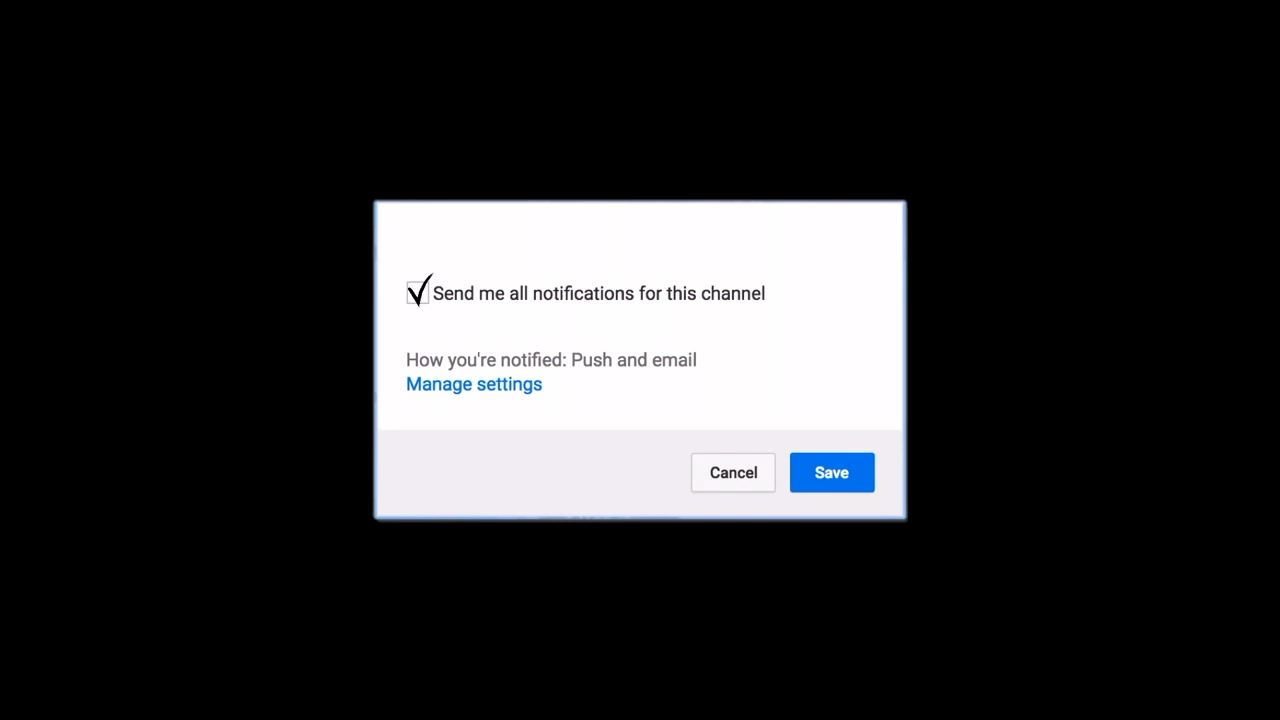 Send me all notifications for this channel
How you're notified: Push and email
Manage settings
Cancel
Save